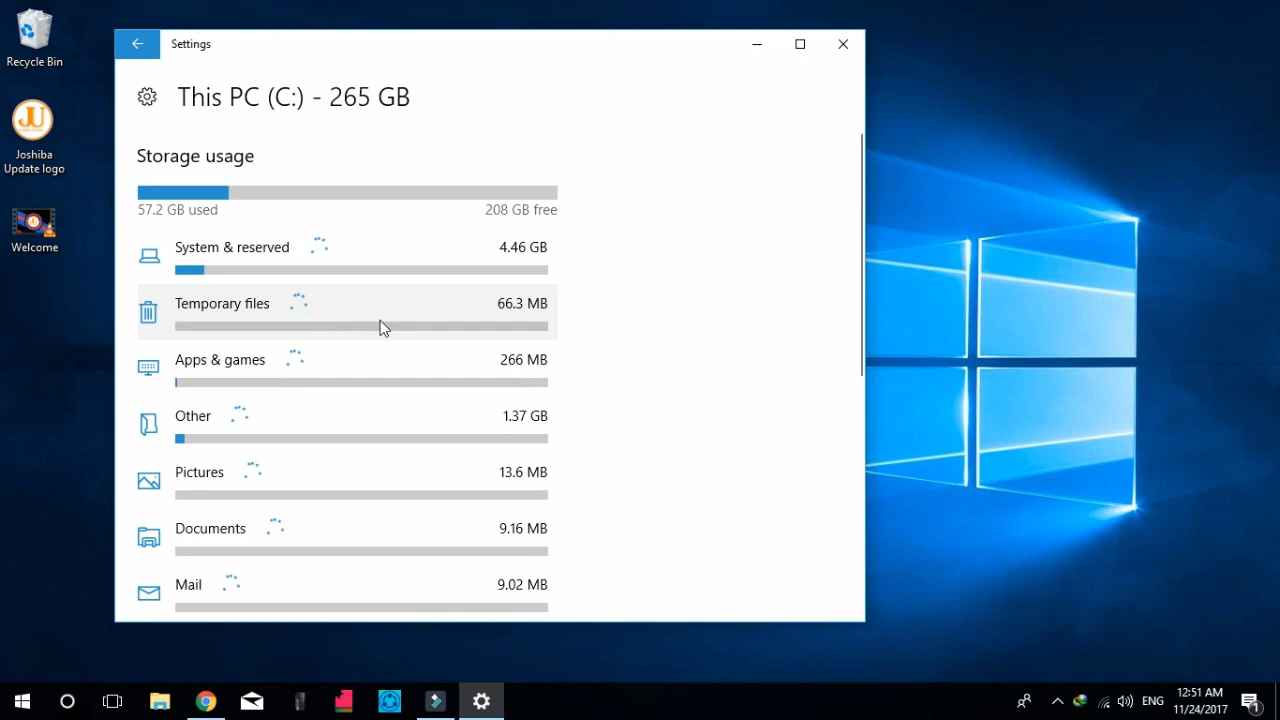 Recycle Bin
Joshiba
Update logo
Welcome
Settings
This PC (C:) - 265 GB
Storage usage
57.2 GB used
208 GB free
System & reserved
4.46 GB
Temporary files
66.3 MB
Apps & games
266 MB
Other
1.37 GB
Pictures
13.6 MB
Documents
9.16 MB
Mail
9.02 MB
ENG
12:51 AM
11/24/2017
1
JU